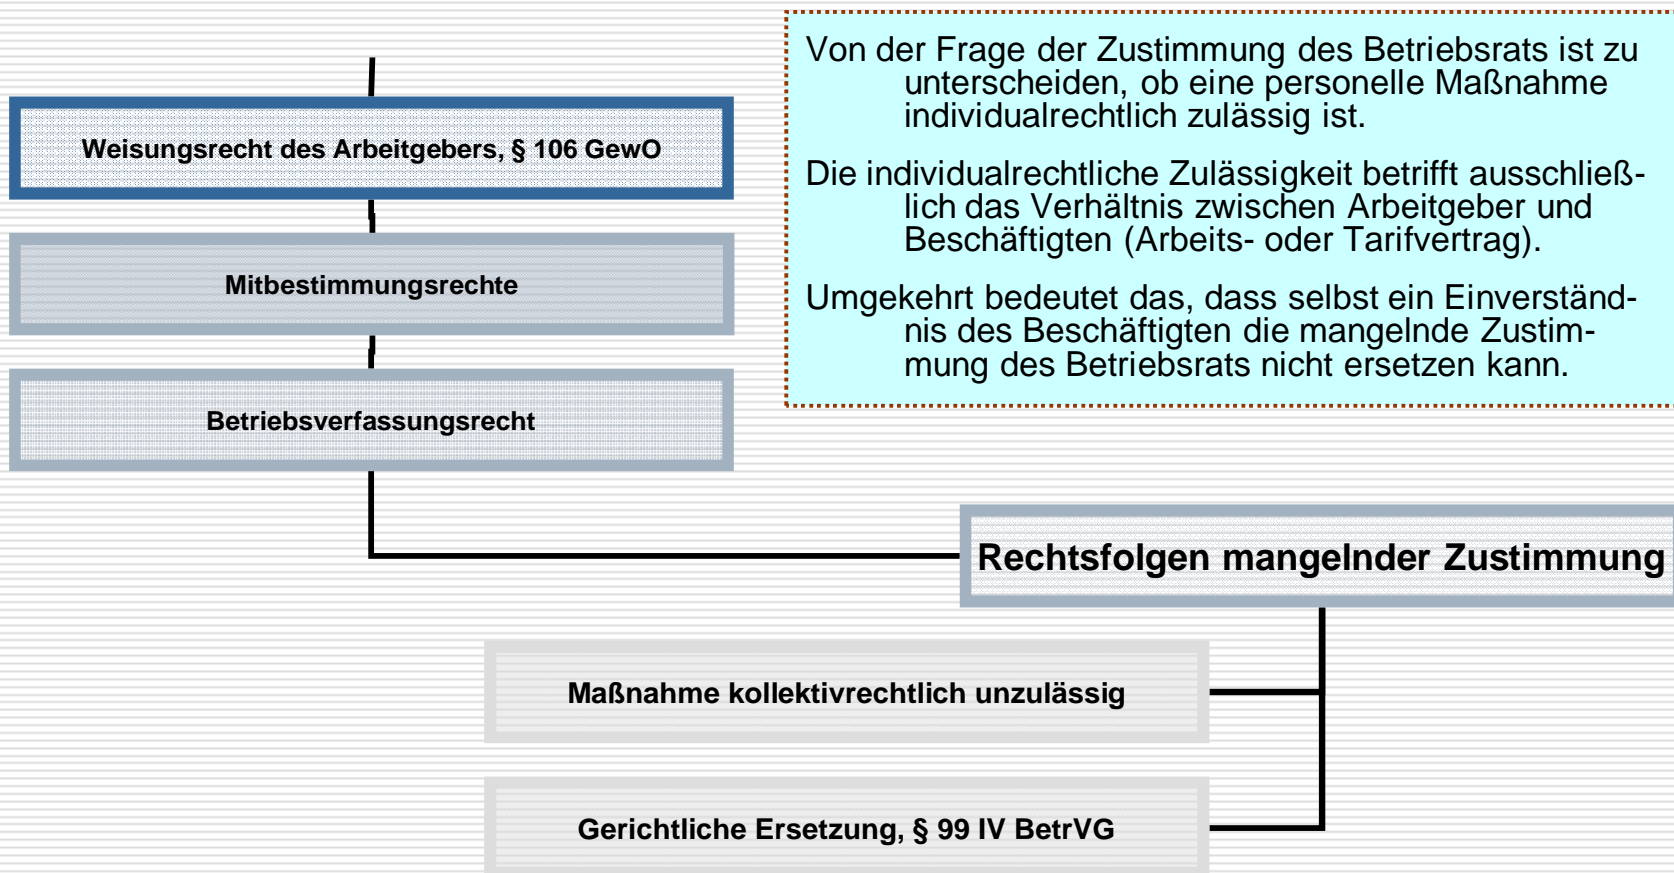 Von der Frage der Zustimmung des Betriebsrats ist zu
unterscheiden, ob eine personelle Maßnahme
individualrechtlich zulässig ist.
Die individualrechtliche Zulässigkeit betrifft ausschließ-
lich das Verhältnis zwischen Arbeitgeber und
Beschäftigten (Arbeits- oder Tarifvertrag).
Umgekehrt bedeutet das, dass selbst ein Einverständ-
nis des Beschäftigten die mangelnde Zustim-
mung des Betriebsrats nicht ersetzen kann.
Weisungsrecht des Arbeitgebers, § 106 GewO
Mitbestimmungsrechte
Betriebsverfassungsrecht
Rechtsfolgen mangelnder Zustimmung
Maßnahme kollektivrechtlich unzulässig
Gerichtliche Ersetzung, § 99 IV BetrVG